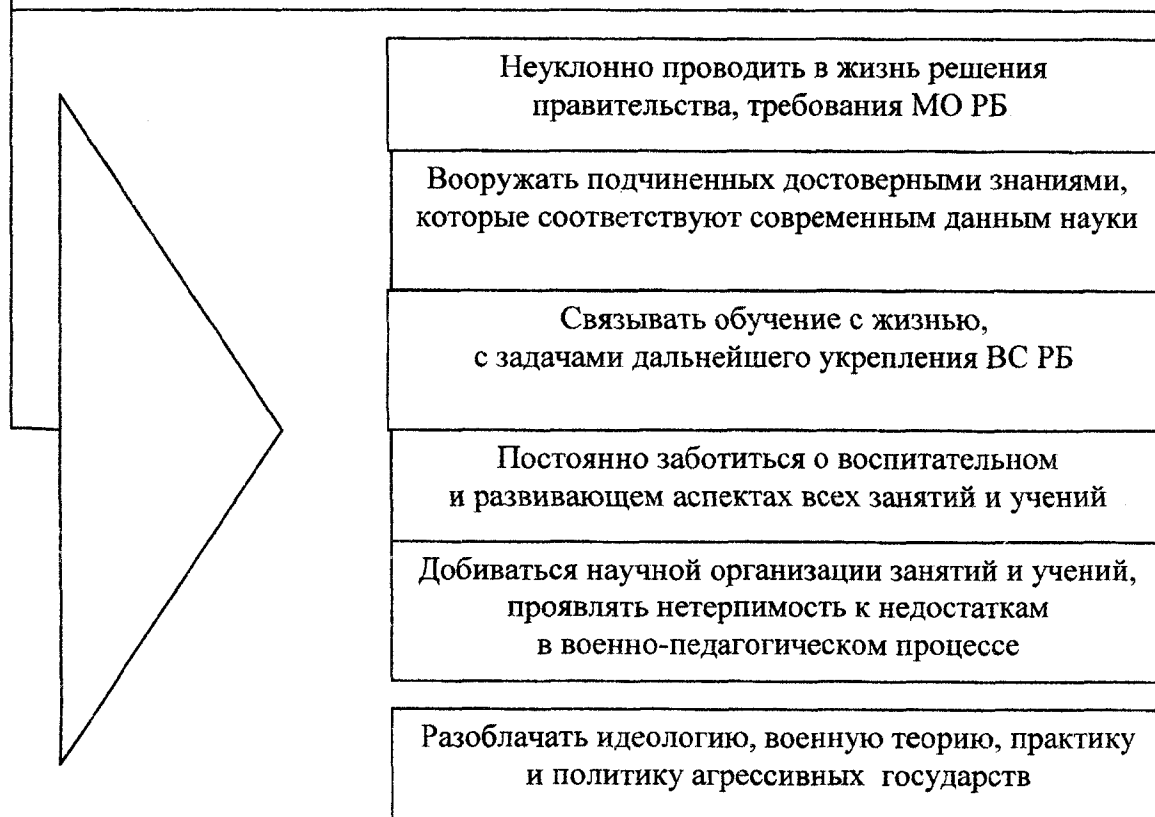 Неуклонно проводить в жизнь решения
правительства, требования МО РБ
Вооружать подчиненных достоверными знаниями,
которые соответствуют современным данным науки
Связывать обучение с жизнью,
с задачами дальнейшего укрепления ВС РБ
Постоянно заботиться о воспитательном
и развивающем аспектах всех занятий и учений
Добиваться научной организации занятий и учений,
проявлять нетерпимость к недостаткам
в военно-педагогическом процессе
Разоблачать идеологию, военную теорию, практику
и политику агрессивных государств